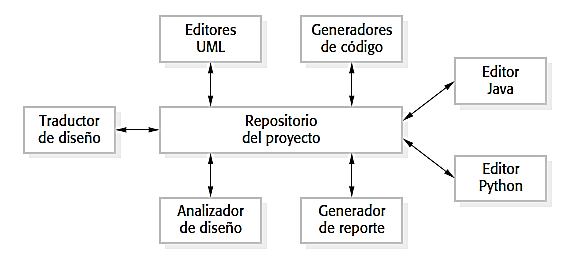 Editores
UML
Generadores
de código
Editor
Java
Traductor
de diseño
Repositorio
del proyecto
Editor
Python
Analizador
de diseño
Generador
de reporte